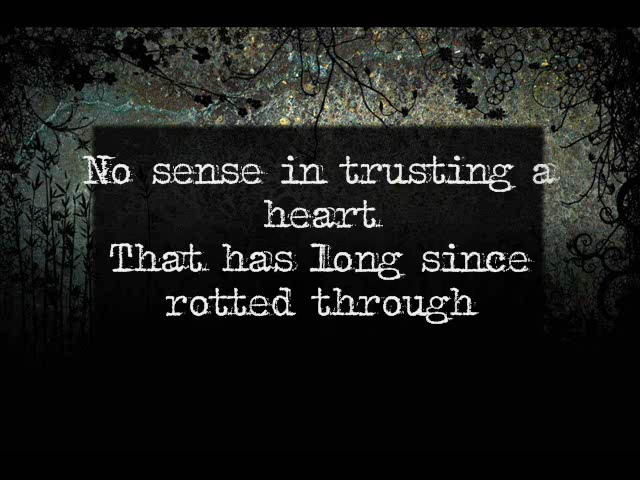 No sense in trusting a
heart
That has long since
rotted through